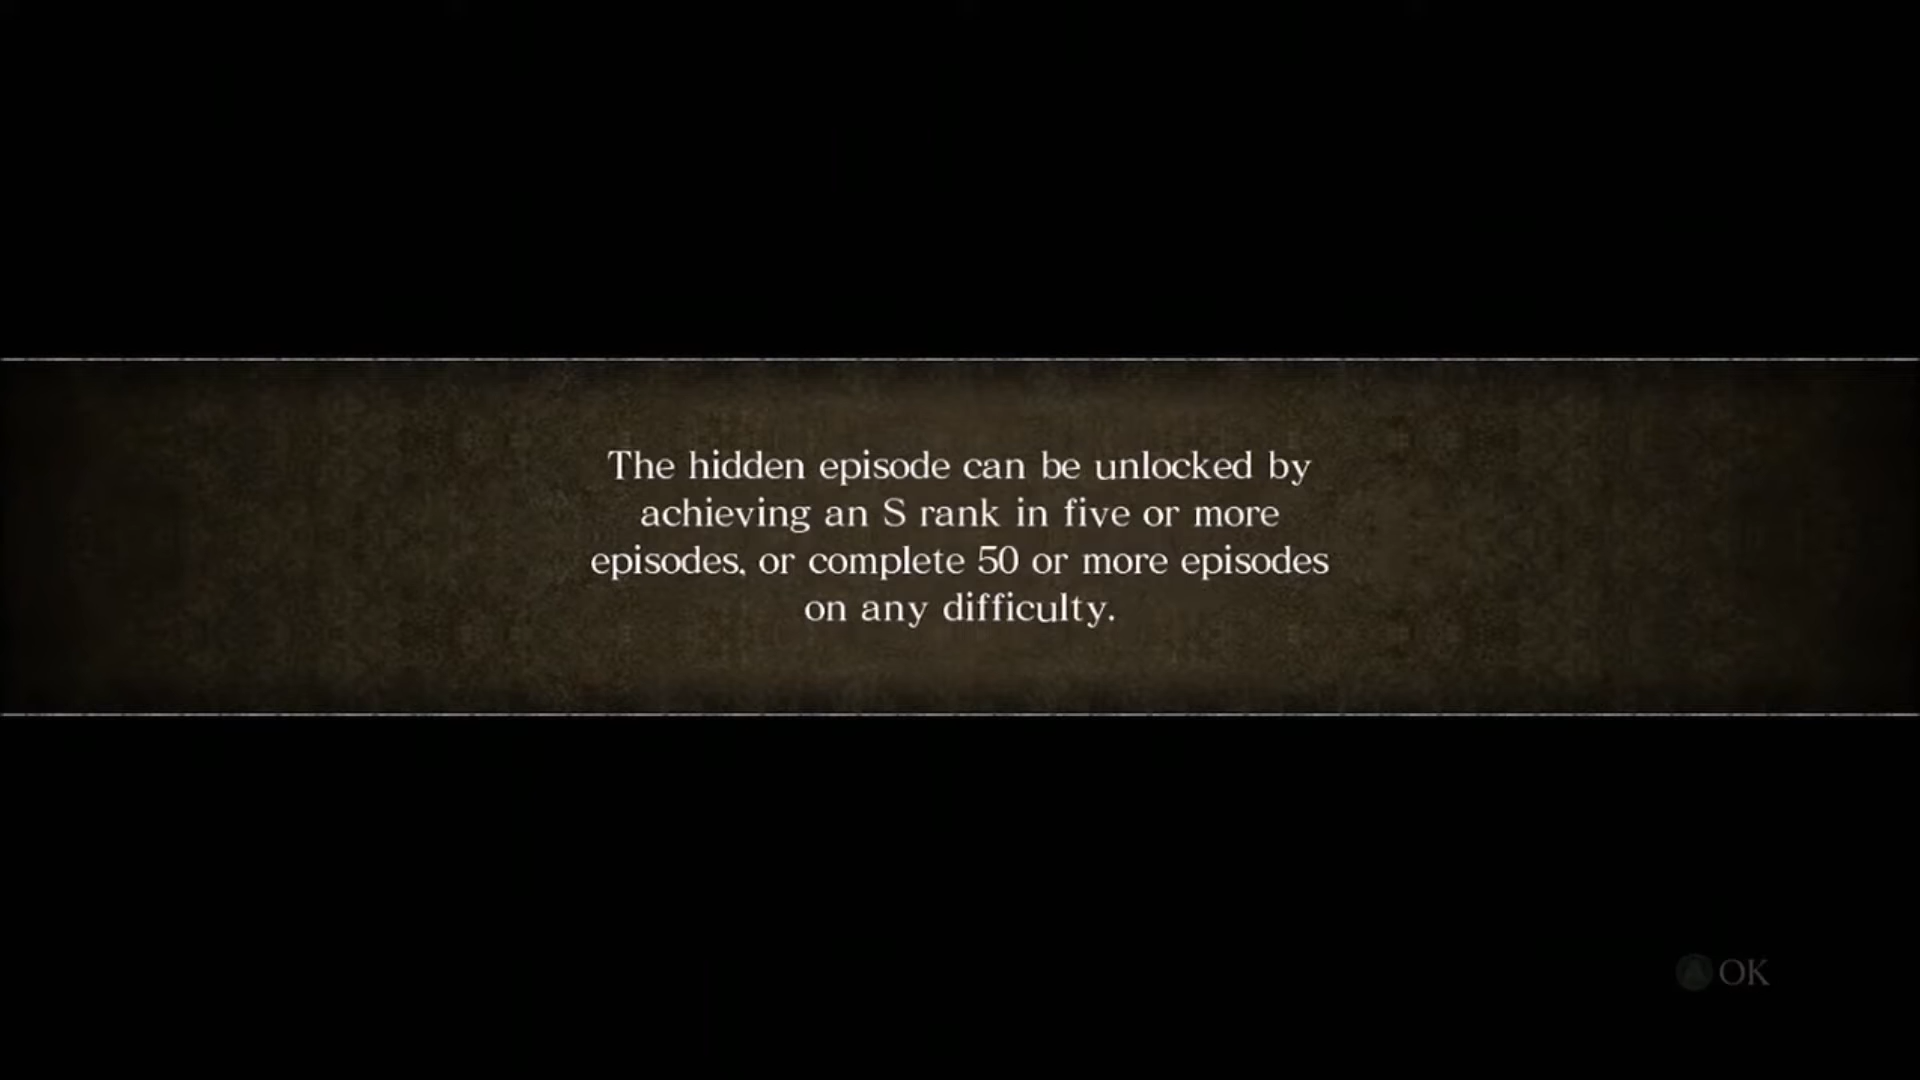 The hidden episode can be unlocked by
achieving an S rank in five or more
episodes, or complete 50 or more episodes
on any difficulty.
A OK